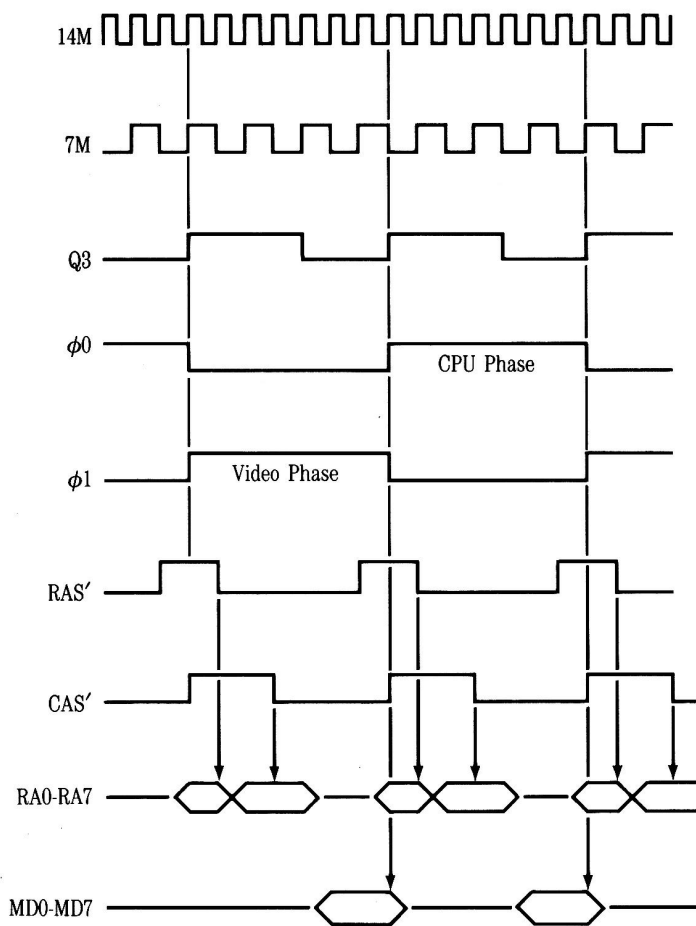 14M
7M
Q3
ϕ0
CPU Phase
ϕ1
Video Phase
RAS′
CAS′
RA0-RA7
MD0-MD7